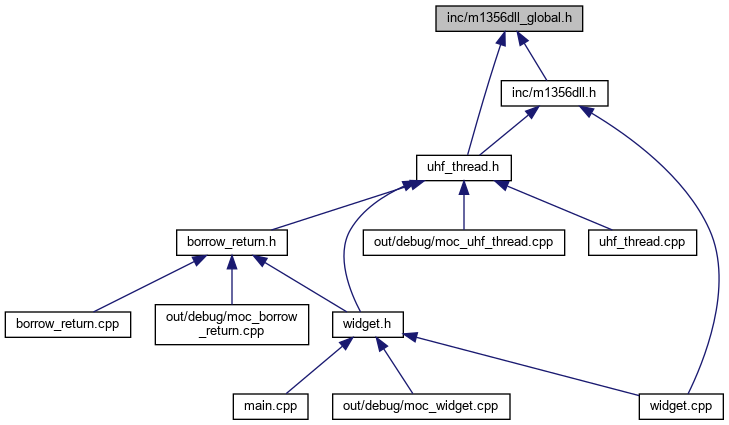 inc/m1356dll_global.h
inc/m1356dll.h
uhf_thread.h
borrow_return.h
out/debug/moc_uhf_thread.cpp
uhf_thread.cpp
borrow_return.cpp
out/debug/moc_borrow
_return.cpp
widget.h
main.cpp
out/debug/moc_widget.cpp
widget.cpp